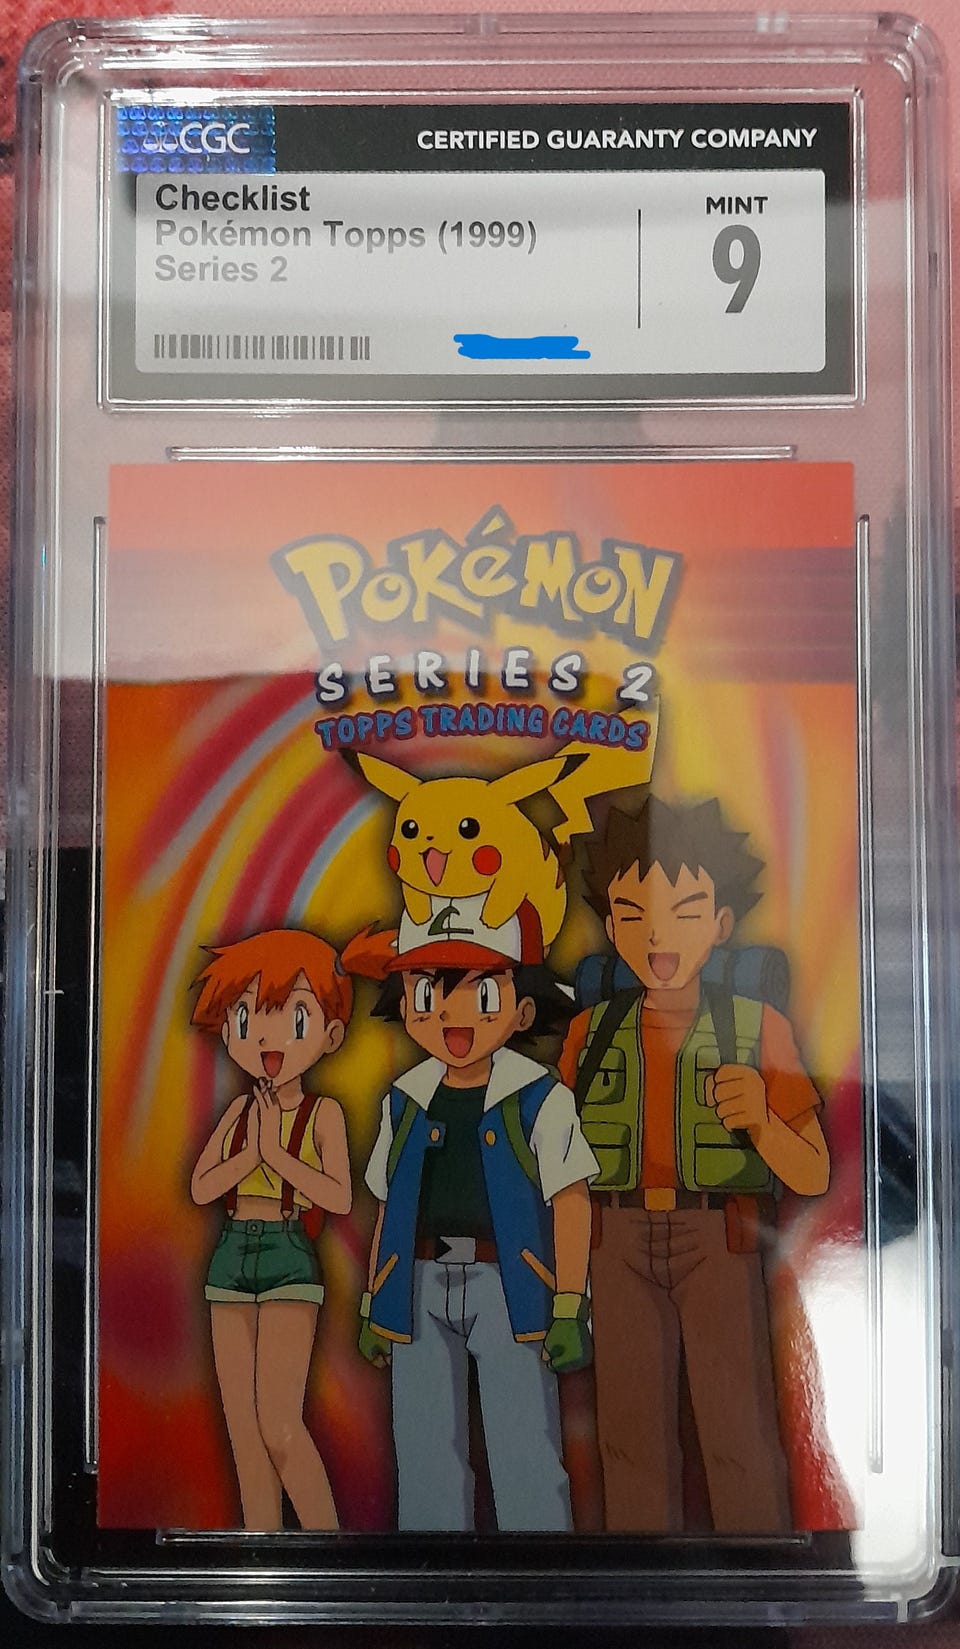 CGC
CERTIFIED GUARANTY COMPANY
Checklist
Pokémon Topps (1999)
Series 2
MINT
9
POKéMON
SERIES 2
TOPPS TRADING CARDS